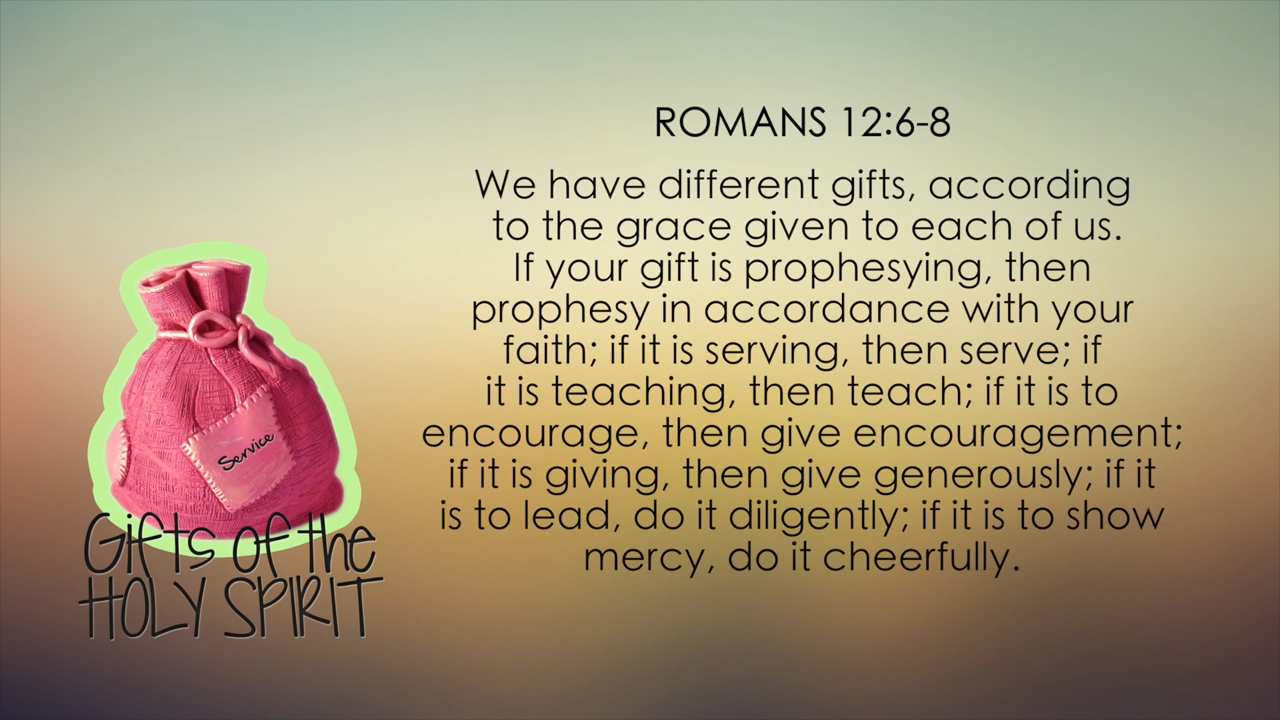 ROMANS 12:6-8
We have different gifts, according
to the grace given to each of us.
If your gift is prophesying, then
prophesy in accordance with your
faith; if it is serving, then serve; if
it is teaching, then teach; if it is to
encourage, then give encouragement;
if it is giving, then give generously; if it
is to lead, do it diligently; if it is to show
mercy, do it cheerfully.
Service
Gifts of the
HOLY SPIRIT